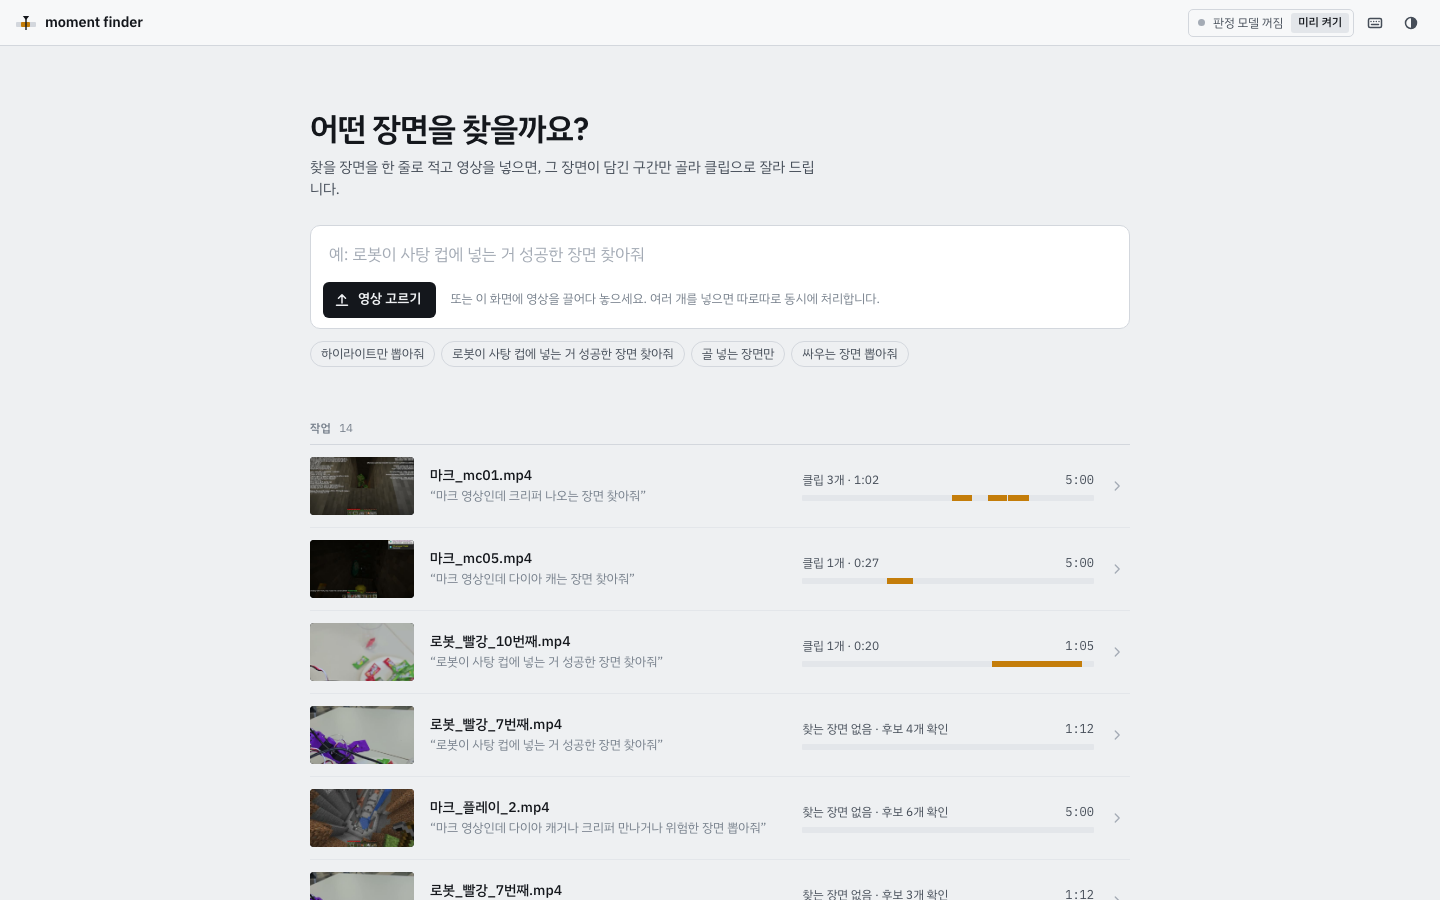 moment finder
판정 모델 꺼짐
미리 켜기
어떤 장면을 찾을까요?
찾을 장면을 한 줄로 적고 영상을 넣으면, 그 장면이 담긴 구간만 골라 클립으로 잘라 드립
니다.
예: 로봇이 사탕 컵에 넣는 거 성공한 장면 찾아줘
영상 고르기
또는 이 화면에 영상을 끌어다 놓으세요. 여러 개를 넣으면 따로따로 동시에 처리합니다.
하이라이트만 뽑아줘
로봇이 사탕 컵에 넣는 거 성공한 장면 찾아줘
골 넣는 장면만
싸우는 장면 뽑아줘
작업 14
마크_mc01.mp4
“마크 영상인데 크리퍼 나오는 장면 찾아줘”
클립 3개 · 1:02
5:00
마크_mc05.mp4
“마크 영상인데 다이아 캐는 장면 찾아줘”
클립 1개 · 0:27
5:00
로봇_빨강_10번째.mp4
“로봇이 사탕 컵에 넣는 거 성공한 장면 찾아줘”
클립 1개 · 0:20
1:05
로봇_빨강_7번째.mp4
“로봇이 사탕 컵에 넣는 거 성공한 장면 찾아줘”
찾는 장면 없음 · 후보 4개 확인
1:12
마크_플레이_2.mp4
“마크 영상인데 다이아 캐거나 크리퍼 만나거나 위험한 장면 뽑아줘”
찾는 장면 없음 · 후보 6개 확인
5:00
로봇_빨강_7번째.mp4
찾는 장면 없음 · 후보 3개 확인
1:12